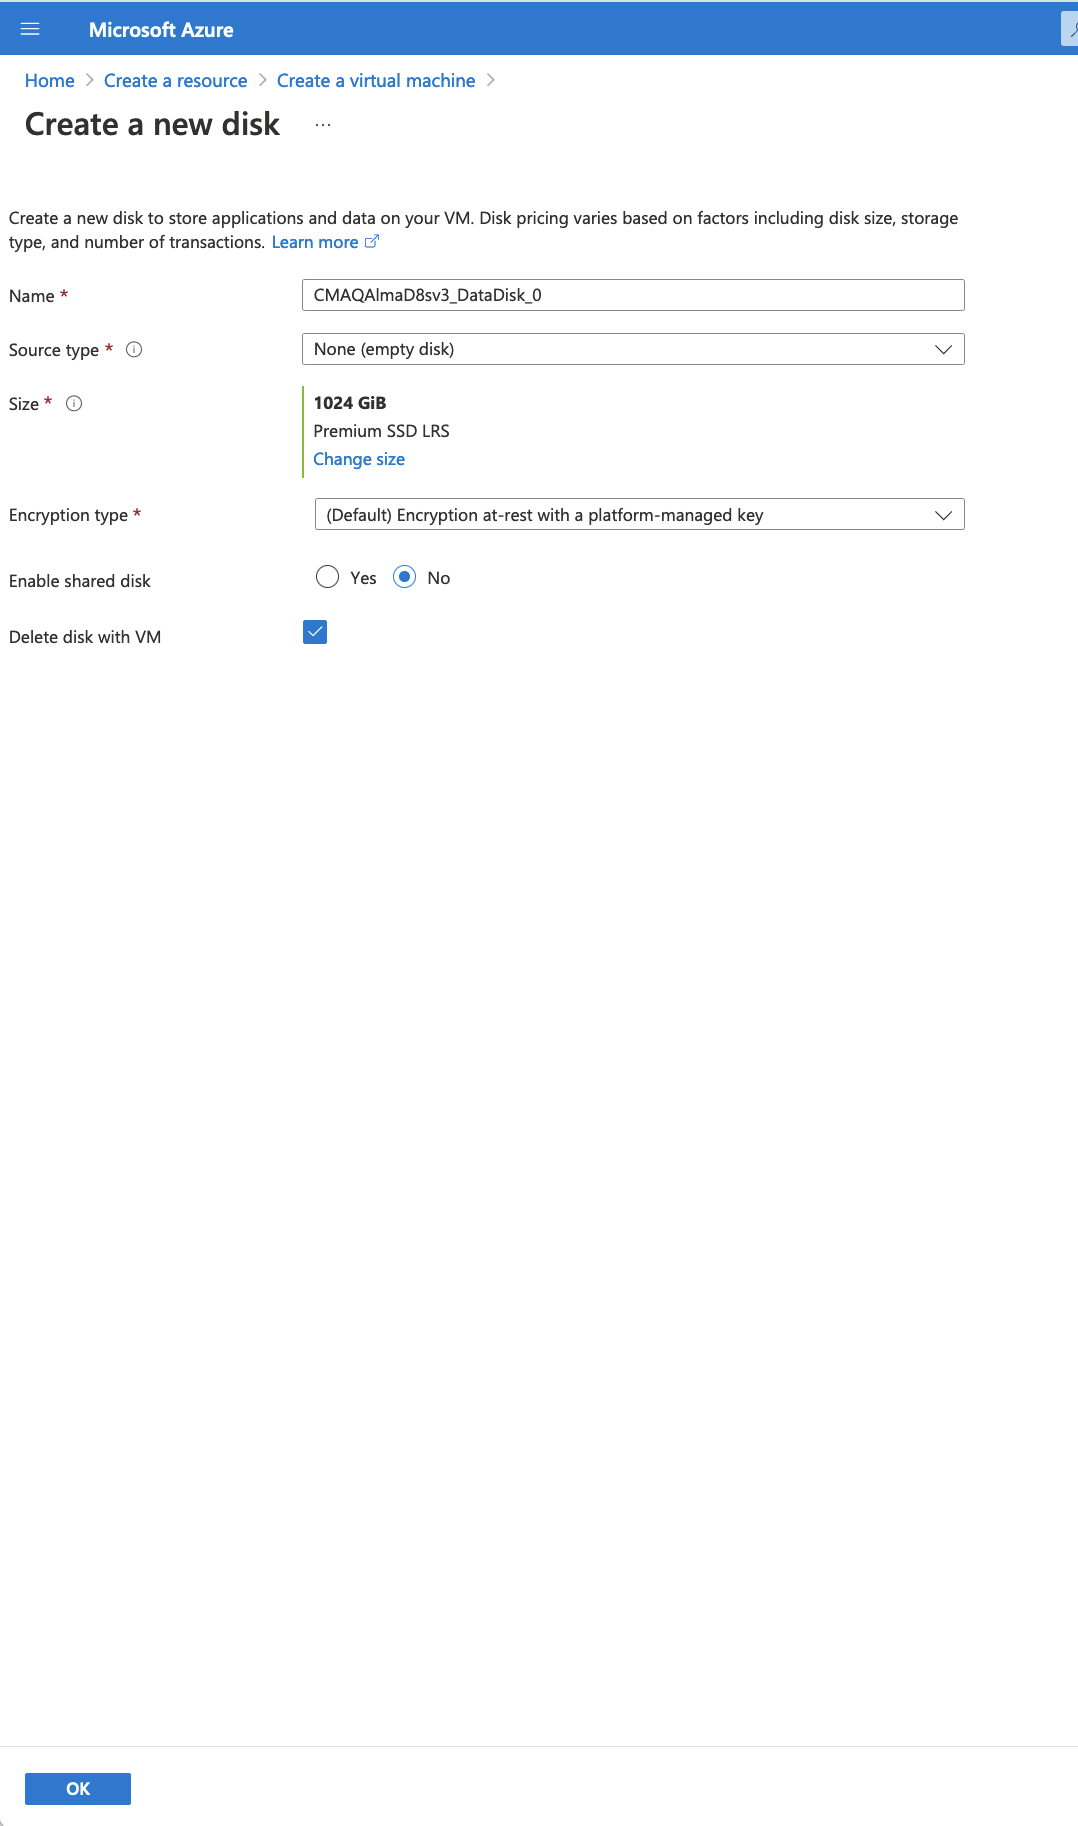 Microsoft Azure
Home > Create a resource > Create a virtual machine >
Create a new disk ...
Create a new disk to store applications and data on your VM. Disk pricing varies based on factors including disk size, storage
type, and number of transactions. Learn more
Name *
CMAQAlmaD8sv3_DataDisk_0
Source type *
None (empty disk)
Size *
1024 GiB
Premium SSD LRS
Change size
Encryption type *
(Default) Encryption at-rest with a platform-managed key
Enable shared disk
Yes No
Delete disk with VM
OK